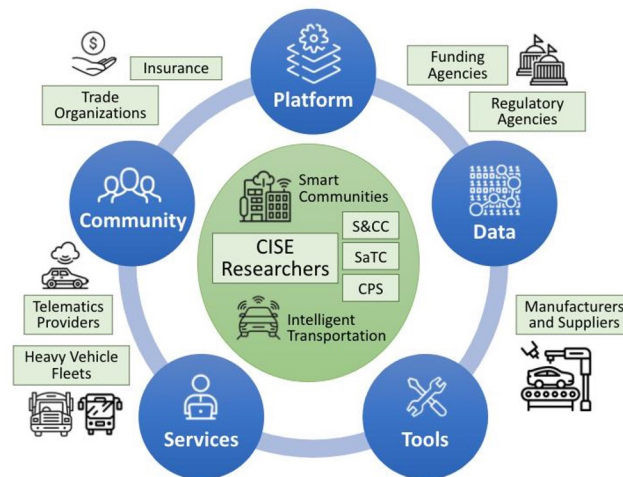 Insurance
Trade
Organizations
Platform
Funding
Agencies
Regulatory
Agencies
Community
Smart
Communities
CISE
Researchers
S&CC
SaTC
CPS
Intelligent
Transportation
Data
Telematics
Providers
Heavy Vehicle
Fleets
Manufacturers
and Suppliers
Services
Tools